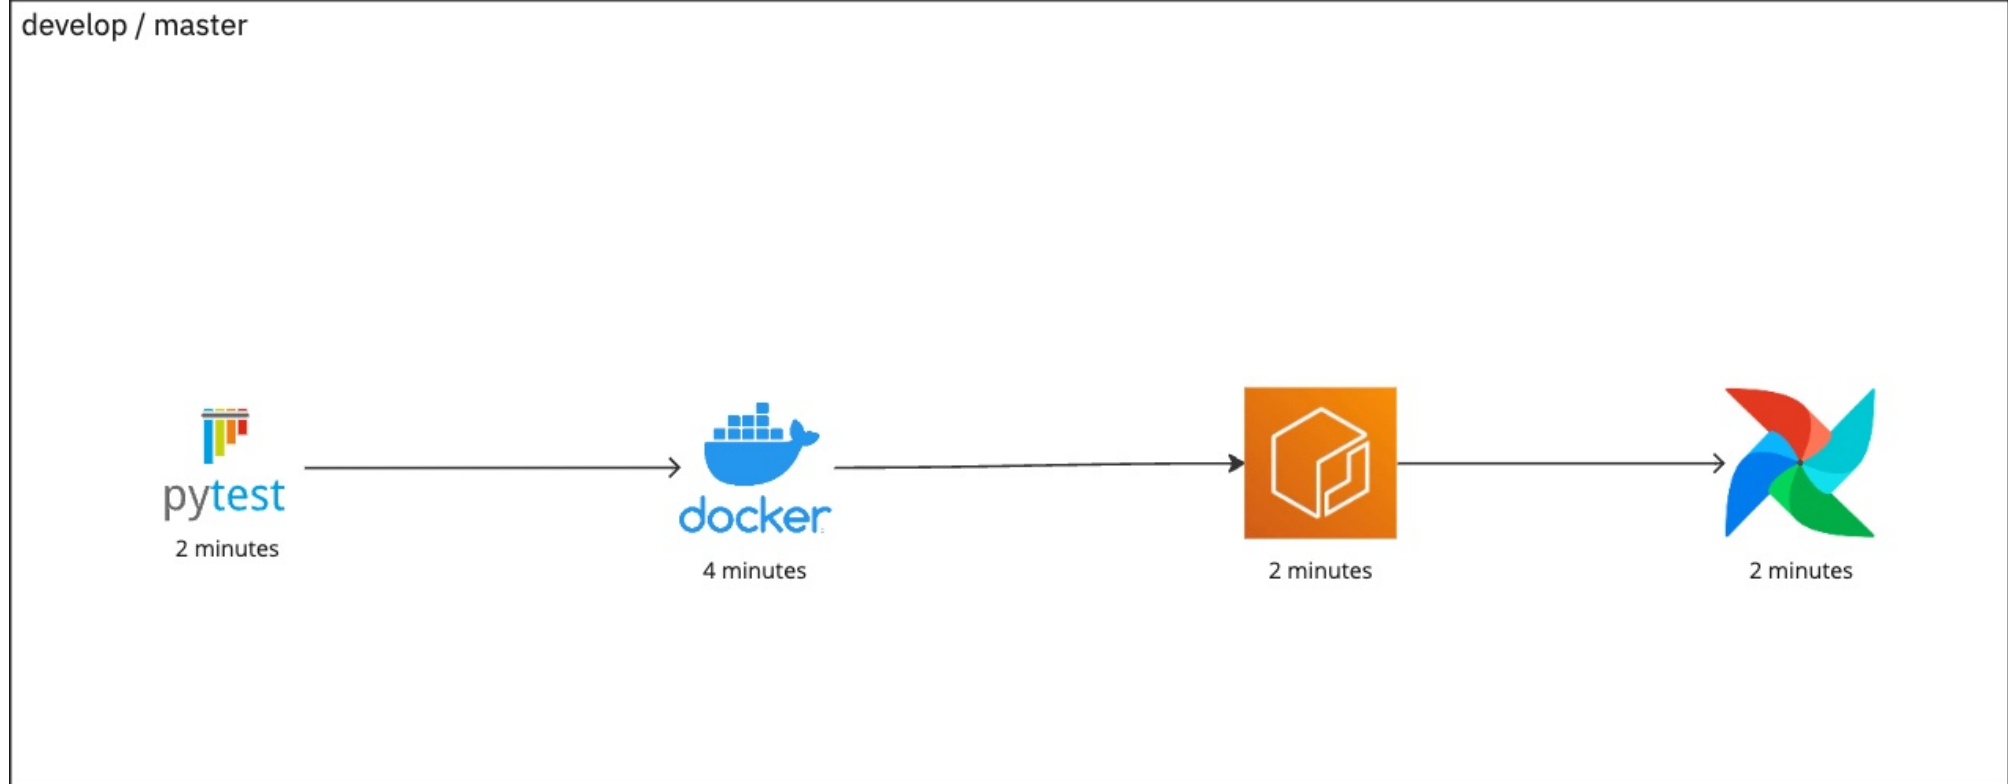 develop / master
pytest
2 minutes
docker
4 minutes
2 minutes
2 minutes